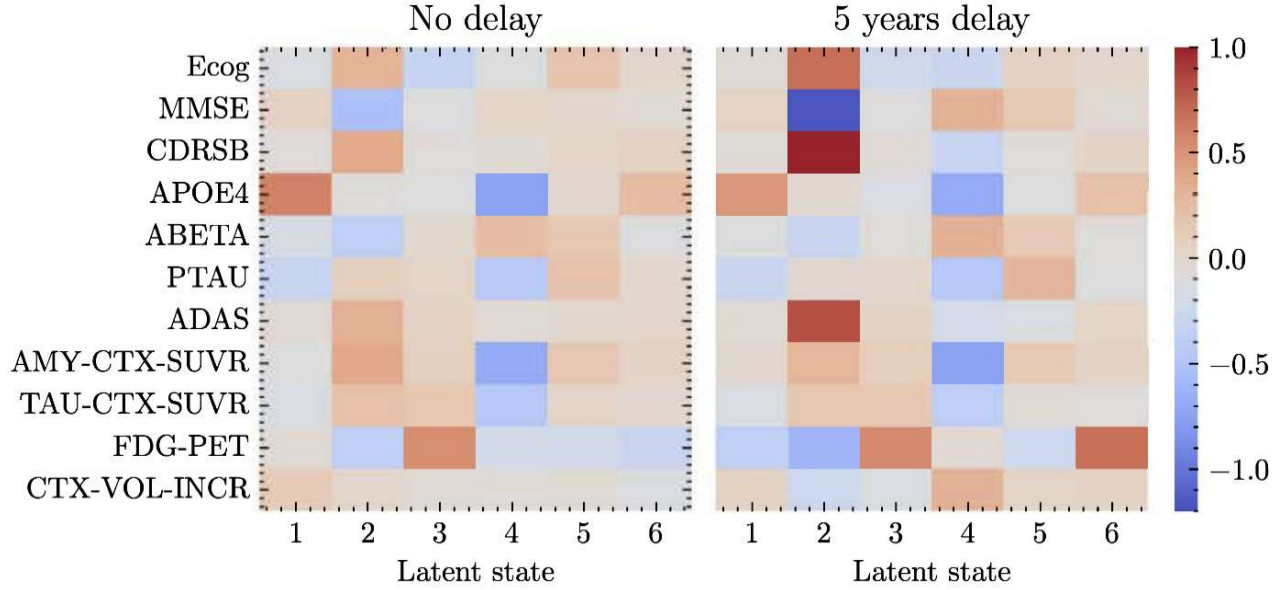 No delay
5 years delay
Ecog
MMSE
CDRSB
APOE4
ABETA
PTAU
ADAS
AMY-CTX-SUVR
TAU-CTX-SUVR
FDG-PET
CTX-VOL-INCR
1.0
0.5
0.0
−0.5
−1.0
1 2 3 4 5 6
1 2 3 4 5 6
Latent state
Latent state